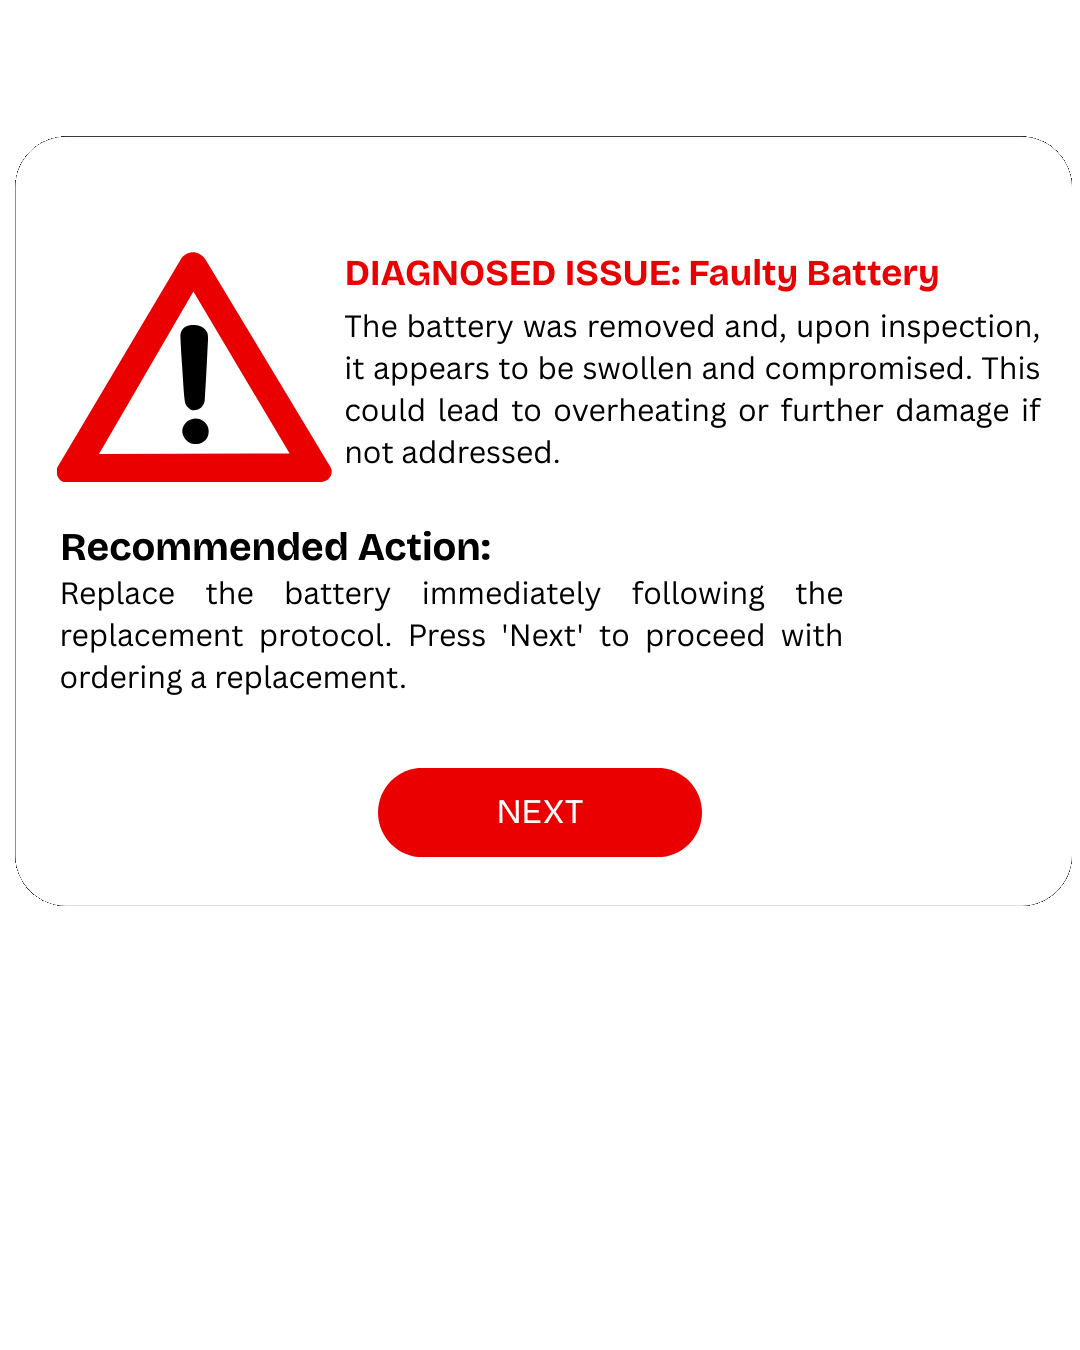 DIAGNOSED ISSUE: Faulty Battery
The battery was removed and, upon inspection,
it appears to be swollen and compromised. This
could lead to overheating or further damage if
not addressed.
Recommended Action:
Replace the battery immediately following the
replacement protocol. Press 'Next' to proceed with
ordering a replacement.
NEXT